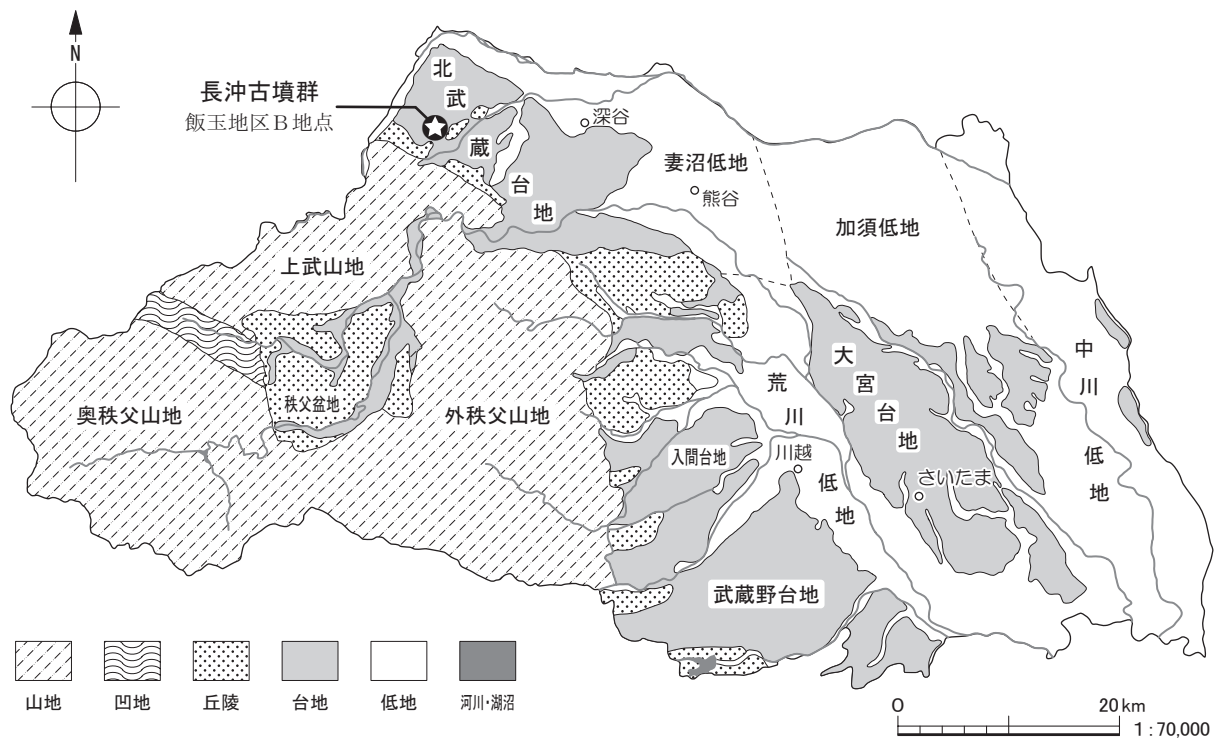 N
長沖古墳群
飯玉地区B地点
北武蔵台地
深谷
妻沼低地
熊谷
加須低地
上武山地
秩父盆地
奥秩父山地
外秩父山地
大宮台地
中川低地
荒川低地
入間台地
川越
さいたま
武蔵野台地
山地
凹地
丘陵
台地
低地
河川・湖沼
0 20km
1:70,000